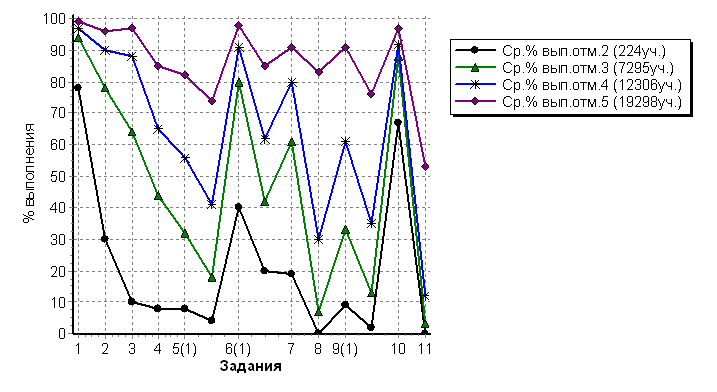 100
90
80
70
60
50
40
30
20
10
0
% выполнения
1 2 3 4 5(1) 6(1) 7 8 9(1) 10 11
Задания
Ср.% вып.отм.2 (224уч.)
Ср.% вып.отм.3 (7295уч.)
Ср.% вып.отм.4 (12306уч.)
Ср.% вып.отм.5 (19298уч.)